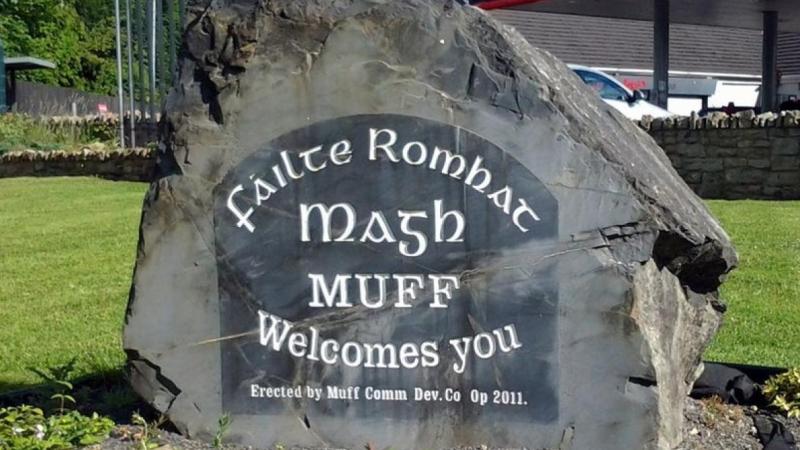 Fáilte Romhat
Magh
MUFF
Welcomes you
Erected by Muff Comm Dev. Co Op 2011.